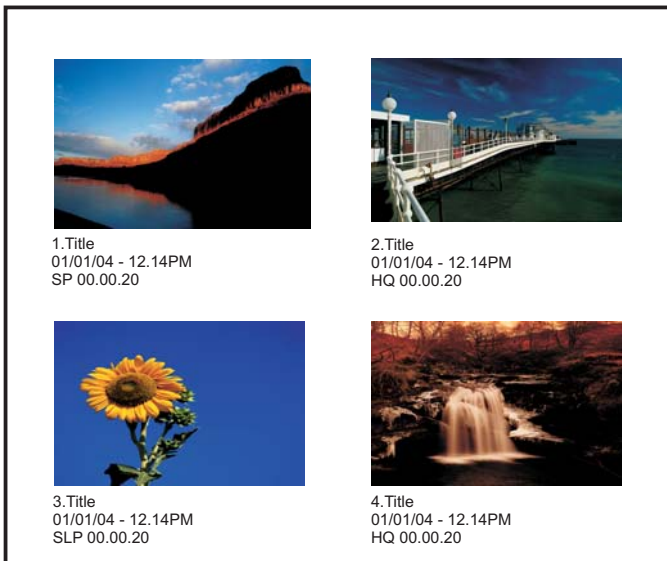 1.Title
01/01/04 - 12.14PM
SP 00.00.20
2.Title
01/01/04 - 12.14PM
HQ 00.00.20
3.Title
01/01/04 - 12.14PM
SLP 00.00.20
4.Title
01/01/04 - 12.14PM
HQ 00.00.20